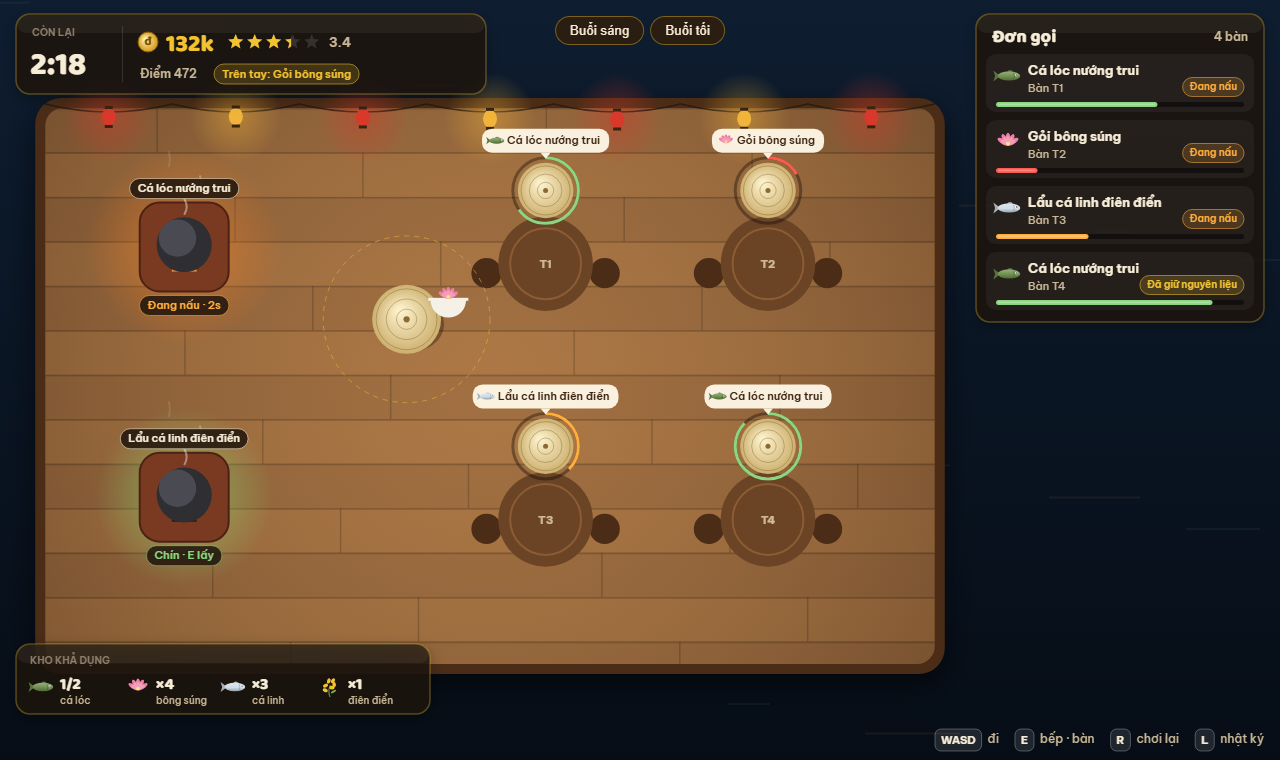 CÒN LẠI
2:18
đ 132k 3.4
Điểm 472 Trên tay: Gỏi bông súng
Buổi sáng Buổi tối
Đơn gọi 4 bàn
Cá lóc nướng trui
Bàn T1 Đang nấu
Gỏi bông súng
Bàn T2 Đang nấu
Lẩu cá linh điên điển
Bàn T3 Đang nấu
Cá lóc nướng trui
Bàn T4 Đã giữ nguyên liệu
Cá lóc nướng trui
Gỏi bông súng
Cá lóc nướng trui
T1
T2
Đang nấu · 2s
Lẩu cá linh điên điển
Cá lóc nướng trui
Lẩu cá linh điên điển
T3
T4
Chín · E lấy
KHO KHẢ DỤNG
1/2 ×4 ×3 ×1
cá lóc bông súng cá linh điên điển
WASD đi E bếp · bàn R chơi lại L nhật ký